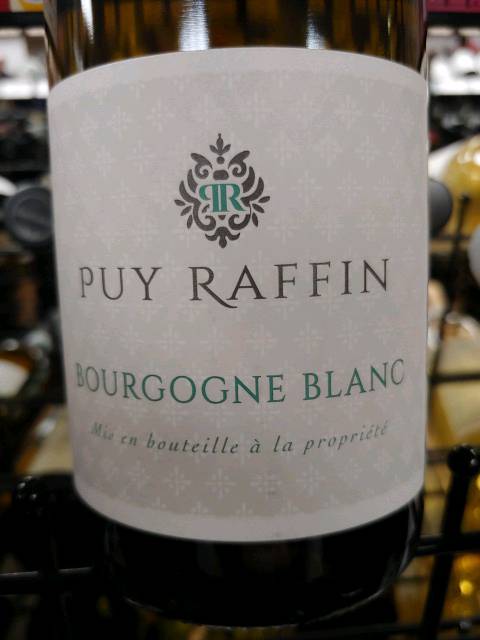 PR
PUY RAFFIN
BOURGOGNE BLANC
Mis en bouteille à la propriété